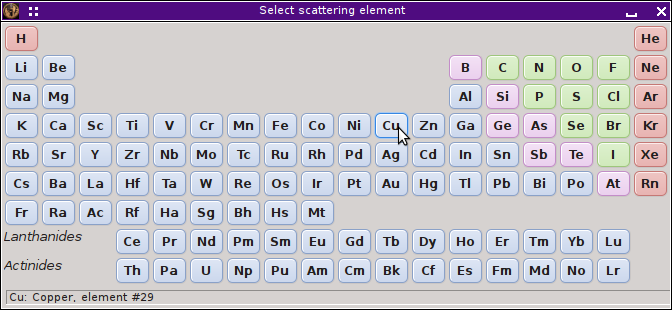 Select scattering element
H He
Li Be B C N O F Ne
Na Mg Al Si P S Cl Ar
K Ca Sc Ti V Cr Mn Fe Co Ni Cu Zn Ga Ge As Se Br Kr
Rb Sr Y Zr Nb Mo Tc Ru Rh Pd Ag Cd In Sn Sb Te I Xe
Cs Ba La Hf Ta W Re Os Ir Pt Au Hg Tl Pb Bi Po At Rn
Fr Ra Ac Rf Ha Sg Bh Hs Mt
Lanthanides Ce Pr Nd Pm Sm Eu Gd Tb Dy Ho Er Tm Yb Lu
Actinides Th Pa U Np Pu Am Cm Bk Cf Es Fm Md No Lr
Cu: Copper, element #29